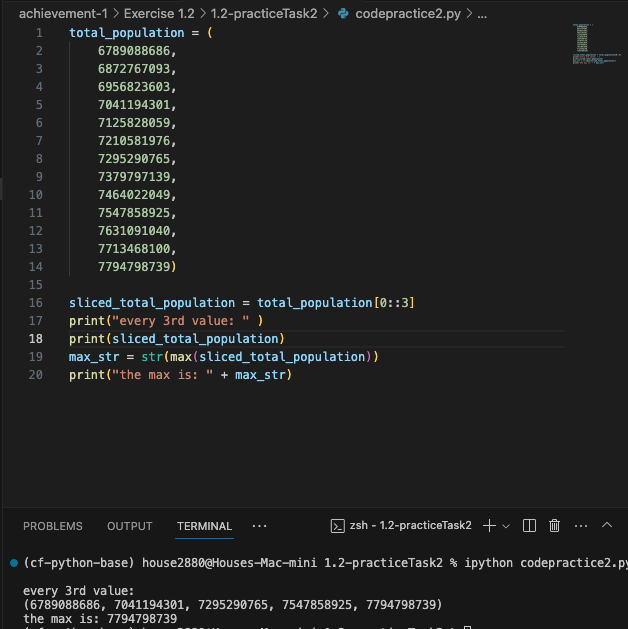 achievement-1 > Exercise 1.2 > 1.2-practiceTask2 > codepractice2.py > ...
1 total_population = (
2     6789088686,
3     6872767093,
4     6956823603,
5     7041194301,
6     7125828059,
7     7210581976,
8     7295290765,
9     7379797139,
10     7464022049,
11     7547858925,
12     7631091040,
13     7713468100,
14     7794798739)
15
16 sliced_total_population = total_population[0::3]
17 print("every 3rd value: " )
18 print(sliced_total_population)
19 max_str = str(max(sliced_total_population))
20 print("the max is: " + max_str)
PROBLEMS OUTPUT TERMINAL ... zsh - 1.2-practiceTask2
(cf-python-base) house2880@Houses-Mac-mini 1.2-practiceTask2 % ipython codepractice2.py
every 3rd value:
(6789088686, 7041194301, 7295290765, 7547858925, 7794798739)
the max is: 7794798739